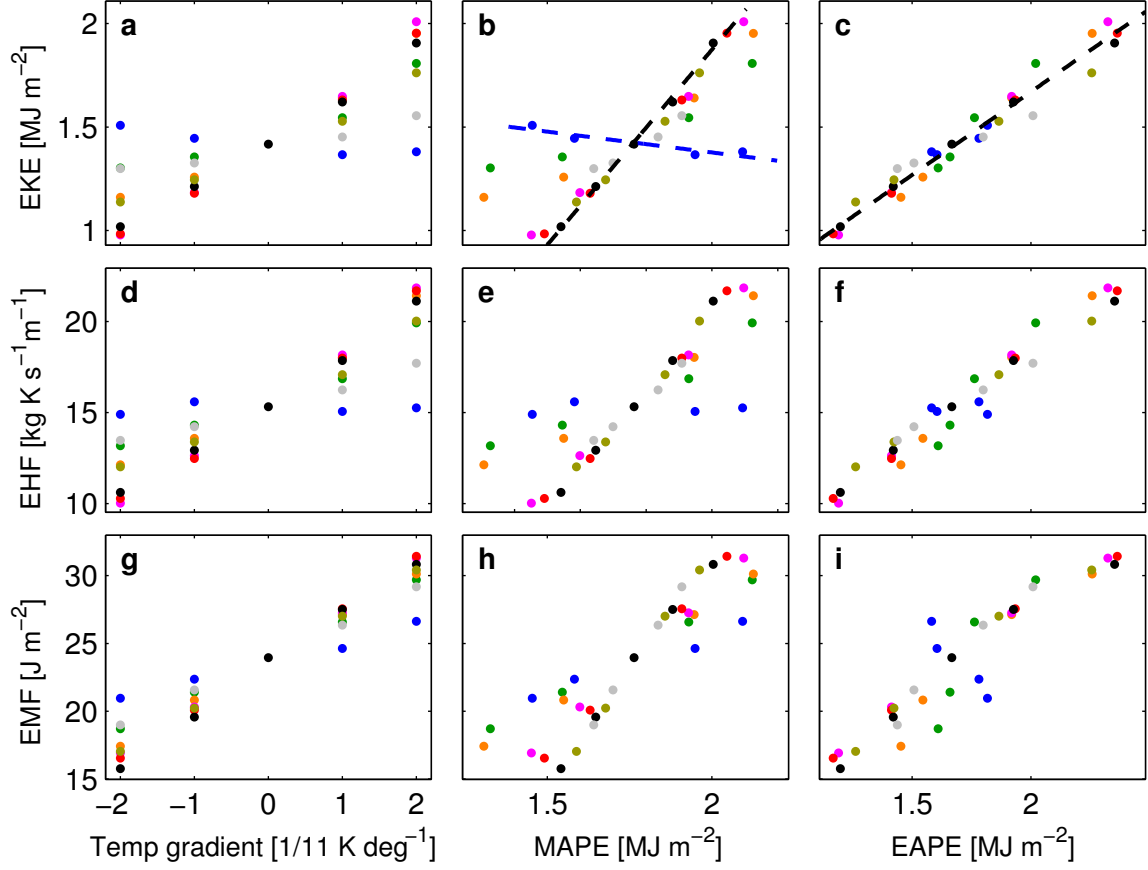 a
b
c
2
1.5
1
EKE [MJ m⁻²]
d
e
f
20
15
10
EHF [kg K s⁻¹m⁻¹]
g
h
i
30
25
20
15
EMF [J m⁻²]
−2 −1 0 1 2
1.5 2
1.5 2
Temp gradient [1/11 K deg⁻¹]
MAPE [MJ m⁻²]
EAPE [MJ m⁻²]